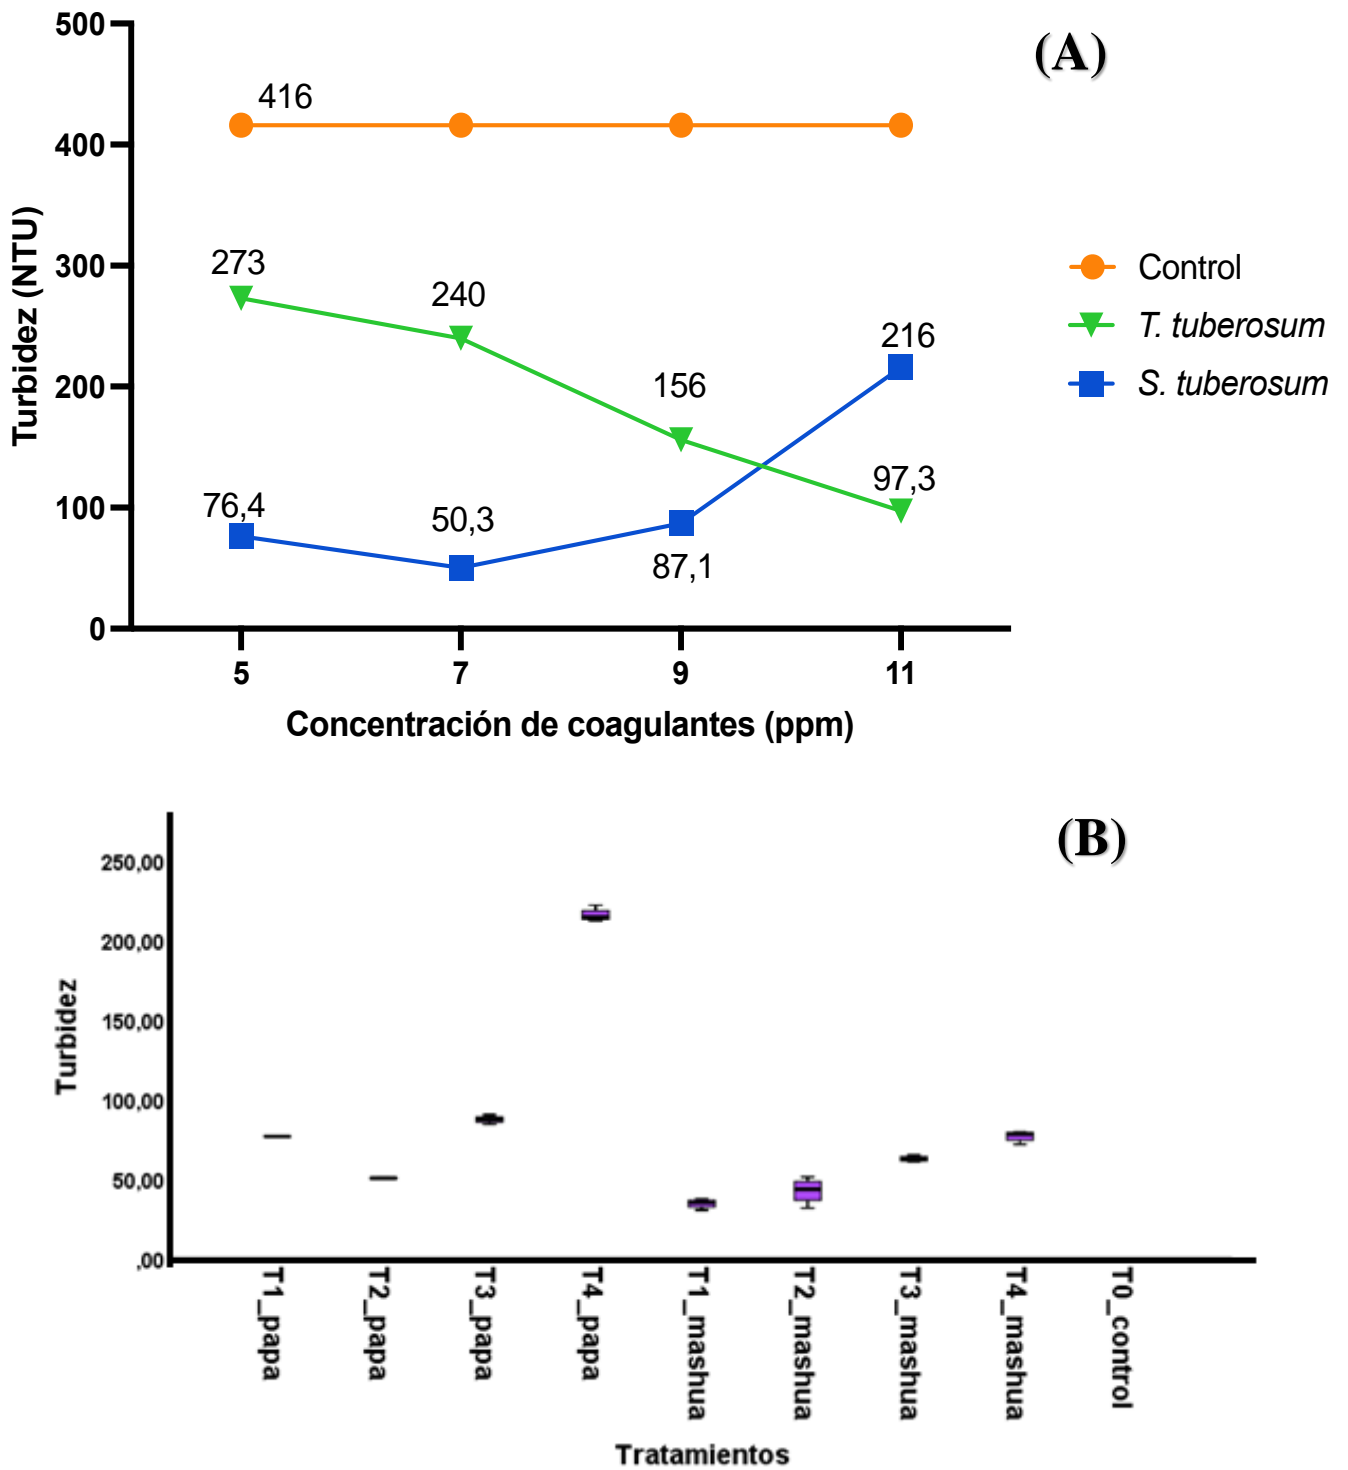 (A)
500
400
300
200
100
0
Turbidez (NTU)
416
273
240
156
97,3
76,4
50,3
87,1
216
5 7 9 11
Concentración de coagulantes (ppm)
Control
T. tuberosum
S. tuberosum
(B)
250,00
200,00
150,00
100,00
50,00
,00
Turbidez
T1_papa
T2_papa
T3_papa
T4_papa
T1_mashua
T2_mashua
T3_mashua
T4_mashua
T0_control
Tratamientos